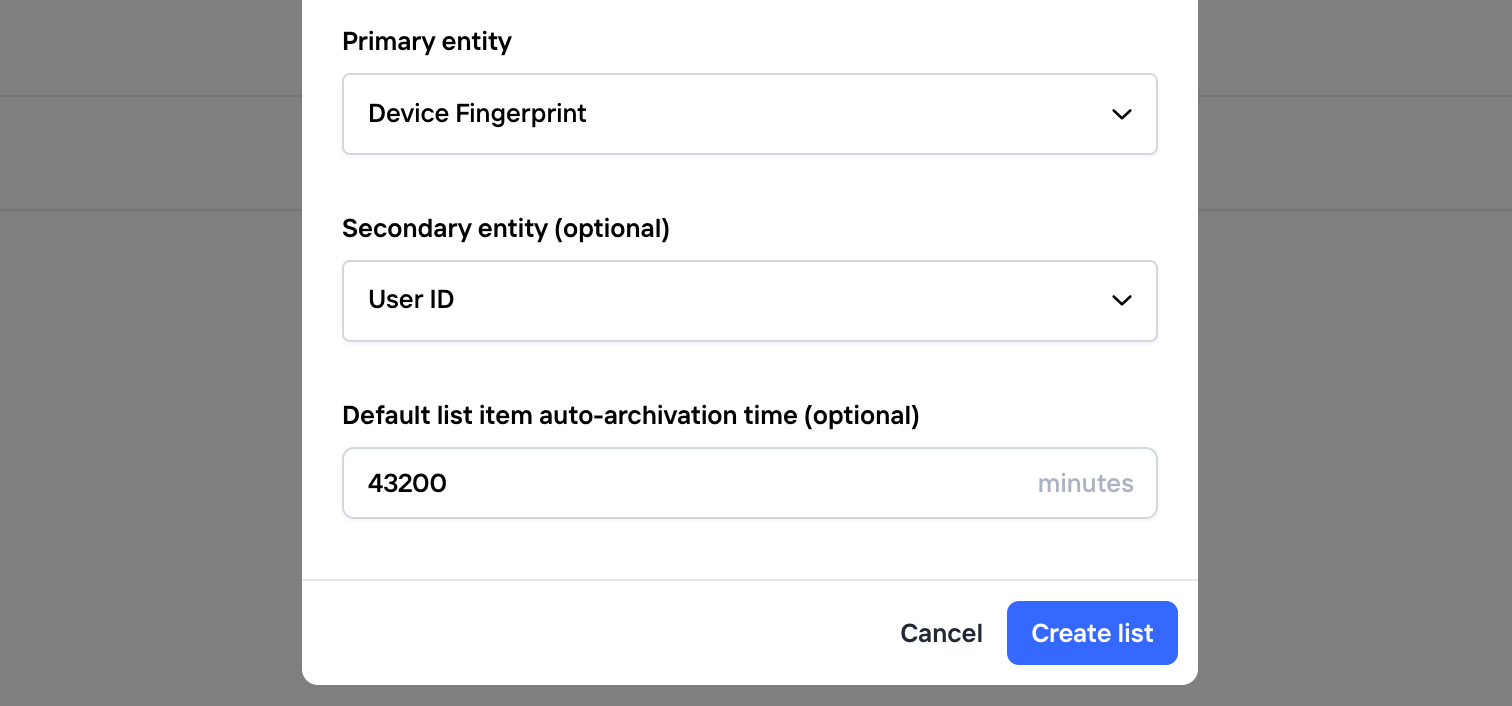 Primary entity
Device Fingerprint
Secondary entity (optional)
User ID
Default list item auto-archivation time (optional)
43200 minutes
Cancel Create list